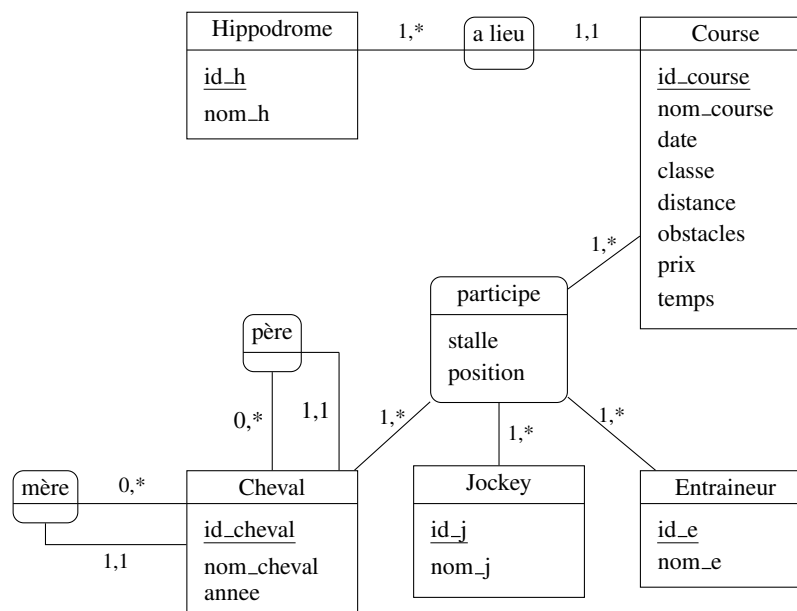 Hippodrome
id_h
nom_h
1,*
a lieu
1,1
Course
id_course
nom_course
date
classe
distance
obstacles
prix
temps
1,*
participe
stalle
position
père
0,*
1,1
1,*
1,*
1,*
mère
0,*
1,1
Cheval
id_cheval
nom_cheval
annee
Jockey
id_j
nom_j
Entraineur
id_e
nom_e